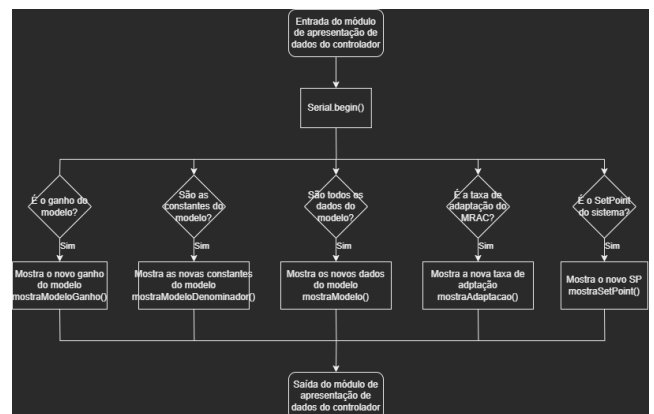 Entrada do módulo
de apresentação de
dados do controlador
Serial.begin()
É o ganho do
modelo?
São as
constantes do
modelo?
São todos os
dados do
modelo?
É a taxa de
adaptação do
MRAC?
É o SetPoint
do sistema?
Sim
Sim
Sim
Sim
Sim
Mostra o novo ganho
do modelo
mostraModeloGanho()
Mostra as novas constantes
do modelo
mostraModeloDenominador()
Mostra os novos dados
do modelo
mostraModelo()
Mostra a nova taxa de
adptação
mostraAdaptacao()
Mostra o novo SP
mostraSetPoint()
Saída do módulo de
apresentação de
dados do controlador